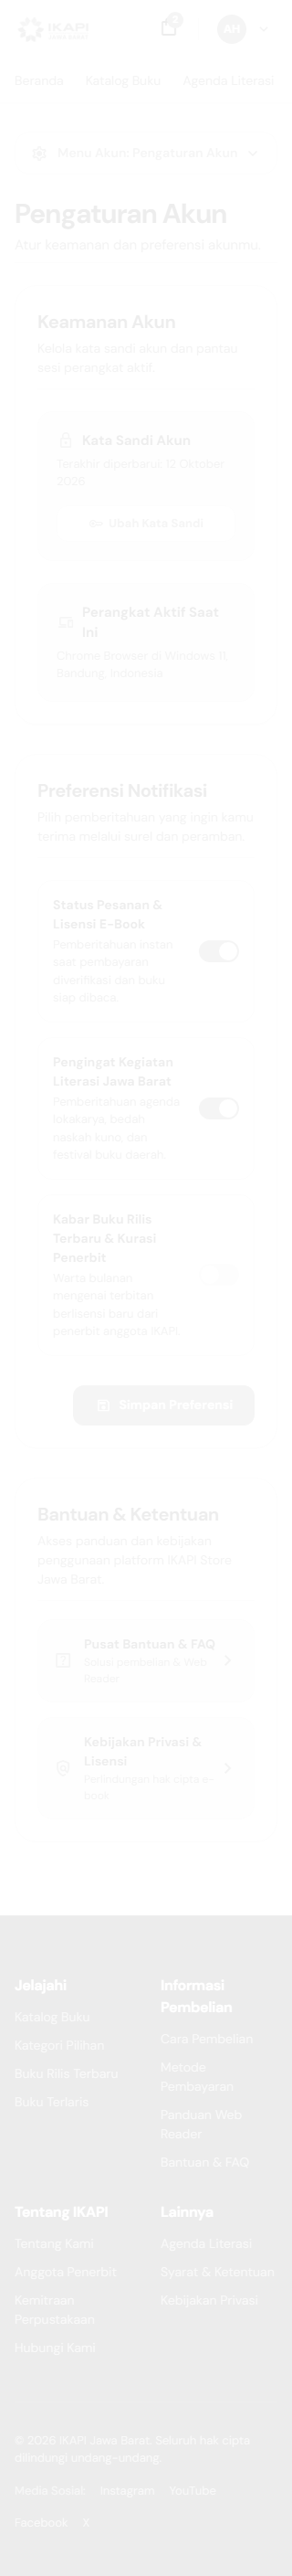 IKAPI
JAWA BARAT
2
AH
Beranda
Katalog Buku
Agenda Literasi
Menu Akun: Pengaturan Akun
Pengaturan Akun
Atur keamanan dan preferensi akunmu.
Keamanan Akun
Kelola kata sandi akun dan pantau
sesi perangkat aktif.
Kata Sandi Akun
Terakhir diperbarui: 12 Oktober
2025
Ubah Kata Sandi
Perangkat Aktif Saat
Ini
Chrome Browser di Windows 11
Bandung, Indonesia
Preferensi Notifikasi
Pilih pemberitahuan yang ingin kamu
terima melalui surel dan peramban.
Status Pesanan &
Lisensi E-Book
Pemberitahuan instan
saat pembayaran
diverifikasi dan buku
siap dibaca.
Pengingat Kegiatan
Literasi Jawa Barat
Pemberitahuan agenda
lokakarya, bedah
naskah kuno, dan
festival buku daerah.
Kabar Buku Rilis
Terbaru & Kurasi
Penerbit
Warta bulanan
mengenai terbitan
berlisensi baru dari
penerbit anggota IKAPI.
Simpan Preferensi
Bantuan & Ketentuan
Akses panduan dan kebijakan
penggunaan platform IKAPI Store
Jawa Barat.
Pusat Bantuan & FAQ
Solusi pembelian & Web
Reader
Kebijakan Privasi &
Lisensi
Perlindungan hak cipta e-
book
Jelajahi
Katalog Buku
Kategori Pilihan
Buku Rilis Terbaru
Buku Terlaris
Informasi
Pembelian
Cara Pembelian
Metode
Pembayaran
Panduan Web
Reader
Bantuan & FAQ
Tentang IKAPI
Tentang Kami
Anggota Penerbit
Kemitraan
Perpustakaan
Hubungi Kami
Lainnya
Agenda Literasi
Syarat & Ketentuan
Kebijakan Privasi
© 2026 IKAPI Jawa Barat. Seluruh hak cipta
dilindungi undang-undang.
Media Sosial:
Instagram
YouTube
Facebook
X